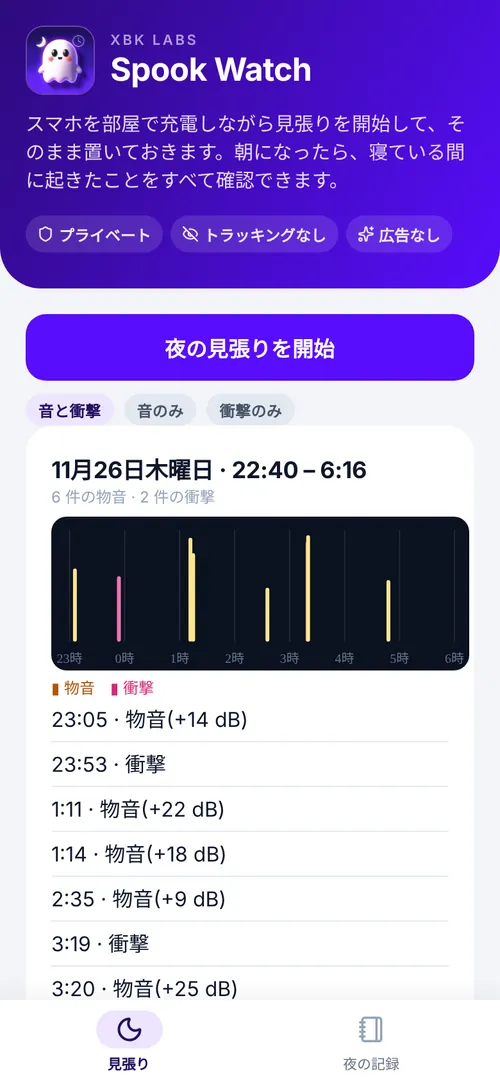 XBK LABS
Spook Watch
スマホを部屋で充電しながら見張りを開始して、そ
のまま置いておきます。朝になったら、寝ている間
に起きたことをすべて確認できます。
プライベート
トラッキングなし
広告なし
夜の見張りを開始
音と衝撃
音のみ
衝撃のみ
11月26日木曜日 · 22:40 – 6:16
6 件の物音 · 2 件の衝撃
23時 0時 1時 2時 3時 4時 5時 6時
物音 衝撃
23:05 · 物音(+14 dB)
23:53 · 衝撃
1:11 · 物音(+22 dB)
1:14 · 物音(+18 dB)
2:35 · 物音(+9 dB)
3:19 · 衝撃
3:20 · 物音(+25 dB)
見張り
夜の記録